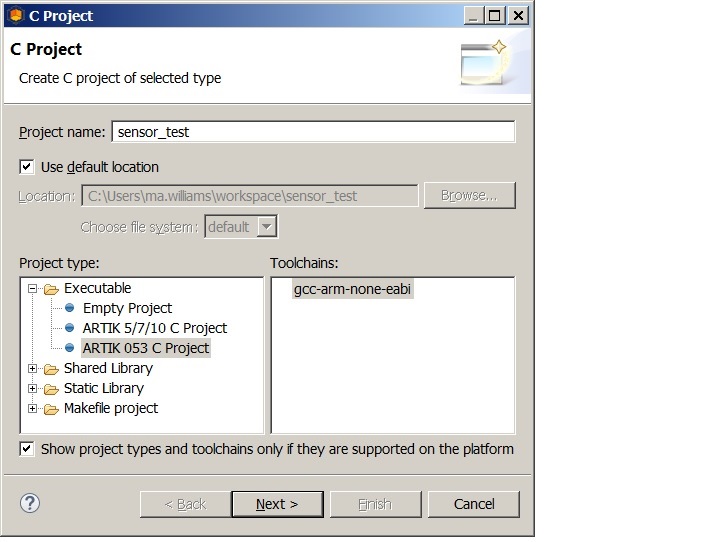 C Project
C Project
Create C project of selected type
Project name: sensor_test
Use default location
Location: C:\Users\ma.williams\workspace\sensor_test Browse...
Choose file system: default
Project type: Toolchains:
Executable gcc-arm-none-eabi
Empty Project
ARTIK 5/7/10 C Project
ARTIK 053 C Project
Shared Library
Static Library
Makefile project
Show project types and toolchains only if they are supported on the platform
? < Back Next > Finish Cancel